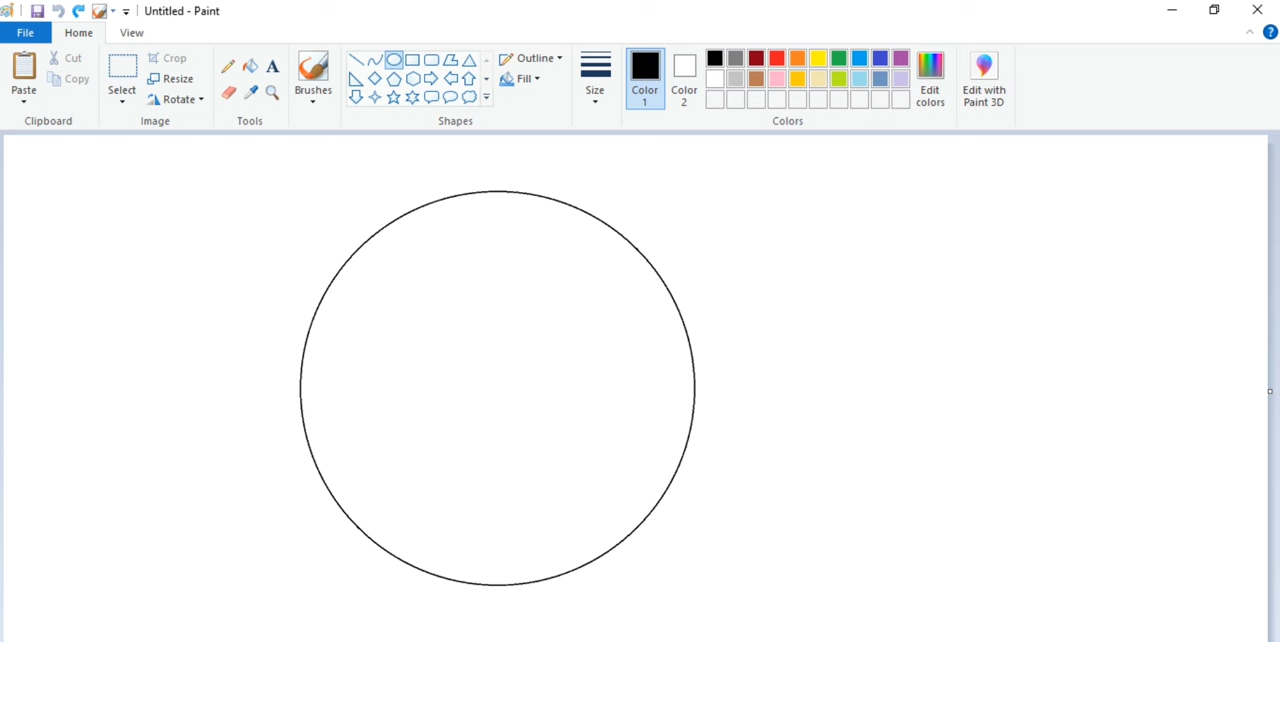 Untitled - Paint
File Home View
Paste
Cut
Copy
Clipboard
Select
Crop
Resize
Rotate
Image
A
Tools
Brushes
Shapes
Outline
Fill
Size
Color
1
Color
2
Colors
Edit
colors
Edit with
Paint 3D
?